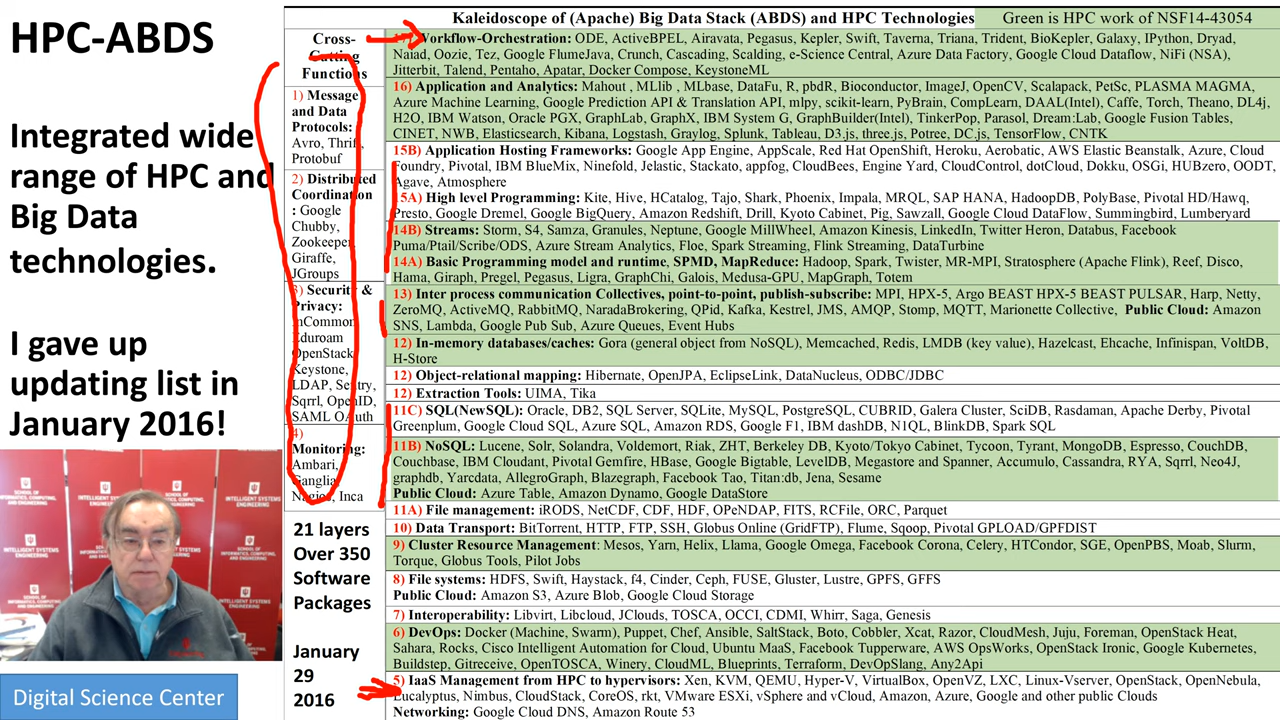 HPC-ABDS
Integrated wide
range of HPC and
Big Data
technologies.
I gave up
updating list in
January 2016!
SCHOOL OF INFORMATICS, COMPUTING, AND ENGINEERING
INTELLIGENT SYSTEMS ENGINEERING
Digital Science Center
Kaleidoscope of (Apache) Big Data Stack (ABDS) and HPC Technologies
Green is HPC work of NSF14-43054
Cross-
Cutting
Functions
1) Message
and Data
Protocols:
Avro, Thrift,
Protobuf
2) Distributed
Coordination
: Google
Chubby,
Zookeeper,
Giraffe,
JGroups
3) Security &
Privacy:
InCommon,
Eduroam
OpenStack
Keystone,
LDAP, Sentry,
Sqrrl, OpenID,
SAML OAuth
4)
Monitoring:
Ambari,
Ganglia,
Nagios, Inca
21 layers
Over 350
Software
Packages
January
29
2016
Workflow-Orchestration: ODE, ActiveBPEL, Airavata, Pegasus, Kepler, Swift, Taverna, Triana, Trident, BioKepler, Galaxy, IPython, Dryad,
Naiad, Oozie, Tez, Google FlumeJava, Crunch, Cascading, Scalding, e-Science Central, Azure Data Factory, Google Cloud Dataflow, NiFi (NSA),
Jitterbit, Talend, Pentaho, Apatar, Docker Compose, KeystoneML
16) Application and Analytics: Mahout , MLlib , MLbase, DataFu, R, pbdR, Bioconductor, ImageJ, OpenCV, Scalapack, PetSc, PLASMA MAGMA,
Azure Machine Learning, Google Prediction API & Translation API, mlpy, scikit-learn, PyBrain, CompLearn, DAAL(Intel), Caffe, Torch, Theano, DL4j,
H2O, IBM Watson, Oracle PGX, GraphLab, GraphX, IBM System G, GraphBuilder(Intel), TinkerPop, Parasol, Dream:Lab, Google Fusion Tables,
CINET, NWB, Elasticsearch, Kibana, Logstash, Graylog, Splunk, Tableau, D3.js, three.js, Potree, DC.js, TensorFlow, CNTK
15B) Application Hosting Frameworks: Google App Engine, AppScale, Red Hat OpenShift, Heroku, Aerobatic, AWS Elastic Beanstalk, Azure, Cloud
Foundry, Pivotal, IBM BlueMix, Ninefold, Jelastic, Stackato, appfog, CloudBees, Engine Yard, CloudControl, dotCloud, Dokku, OSGi, HUBzero, OODT,
Agave, Atmosphere
15A) High level Programming: Kite, Hive, HCatalog, Tajo, Shark, Phoenix, Impala, MRQL, SAP HANA, HadoopDB, PolyBase, Pivotal HD/Hawq,
Presto, Google Dremel, Google BigQuery, Amazon Redshift, Drill, Kyoto Cabinet, Pig, Sawzall, Google Cloud DataFlow, Summingbird, Lumberyard
14B) Streams: Storm, S4, Samza, Granules, Neptune, Google MillWheel, Amazon Kinesis, LinkedIn, Twitter Heron, Databus, Facebook
Puma/Ptail/Scribe/ODS, Azure Stream Analytics, Floe, Spark Streaming, Flink Streaming, DataTurbine
14A) Basic Programming model and runtime, SPMD, MapReduce: Hadoop, Spark, Twister, MR-MPI, Stratosphere (Apache Flink), Reef, Disco,
Hama, Giraph, Pregel, Pegasus, Ligra, GraphChi, Galois, Medusa-GPU, MapGraph, Totem
13) Inter process communication Collectives, point-to-point, publish-subscribe: MPI, HPX-5, Argo BEAST HPX-5 BEAST PULSAR, Harp, Netty,
ZeroMQ, ActiveMQ, RabbitMQ, NaradaBrokering, QPid, Kafka, Kestrel, JMS, AMQP, Stomp, MQTT, Marionette Collective, Public Cloud: Amazon
SNS, Lambda, Google Pub Sub, Azure Queues, Event Hubs
12) In-memory databases/caches: Gora (general object from NoSQL), Memcached, Redis, LMDB (key value), Hazelcast, Ehcache, Infinispan, VoltDB,
H-Store
12) Object-relational mapping: Hibernate, OpenJPA, EclipseLink, DataNucleus, ODBC/JDBC
12) Extraction Tools: UIMA, Tika
11C) SQL(NewSQL): Oracle, DB2, SQL Server, SQLite, MySQL, PostgreSQL, CUBRID, Galera Cluster, SciDB, Rasdaman, Apache Derby, Pivotal
Greenplum, Google Cloud SQL, Azure SQL, Amazon RDS, Google F1, IBM dashDB, N1QL, BlinkDB, Spark SQL
11B) NoSQL: Lucene, Solr, Solandra, Voldemort, Riak, ZHT, Berkeley DB, Kyoto/Tokyo Cabinet, Tycoon, Tyrant, MongoDB, Espresso, CouchDB,
Couchbase, IBM Cloudant, Pivotal Gemfire, HBase, Google Bigtable, LevelDB, Megastore and Spanner, Accumulo, Cassandra, RYA, Sqrrl, Neo4J,
graphdb, Yarcdata, AllegroGraph, Blazegraph, Facebook Tao, Titan:db, Jena, Sesame
Public Cloud: Azure Table, Amazon Dynamo, Google DataStore
11A) File management: iRODS, NetCDF, CDF, HDF, OPeNDAP, FITS, RCFile, ORC, Parquet
10) Data Transport: BitTorrent, HTTP, FTP, SSH, Globus Online (GridFTP), Flume, Sqoop, Pivotal GPLOAD/GPFDIST
9) Cluster Resource Management: Mesos, Yarn, Helix, Llama, Google Omega, Facebook Corona, Celery, HTCondor, SGE, OpenPBS, Moab, Slurm,
Torque, Globus Tools, Pilot Jobs
8) File systems: HDFS, Swift, Haystack, f4, Cinder, Ceph, FUSE, Gluster, Lustre, GPFS, GFFS
Public Cloud: Amazon S3, Azure Blob, Google Cloud Storage
7) Interoperability: Libvirt, Libcloud, JClouds, TOSCA, OCCI, CDMI, Whirr, Saga, Genesis
6) DevOps: Docker (Machine, Swarm), Puppet, Chef, Ansible, SaltStack, Boto, Cobbler, Xcat, Razor, CloudMesh, Juju, Foreman, OpenStack Heat,
Sahara, Rocks, Cisco Intelligent Automation for Cloud, Ubuntu MaaS, Facebook Tupperware, AWS OpsWorks, OpenStack Ironic, Google Kubernetes,
Buildstep, Gitreceive, OpenTOSCA, Winery, CloudML, Blueprints, Terraform, DevOpSlang, Any2Api
5) IaaS Management from HPC to hypervisors: Xen, KVM, QEMU, Hyper-V, VirtualBox, OpenVZ, LXC, Linux-Vserver, OpenStack, OpenNebula,
Eucalyptus, Nimbus, CloudStack, CoreOS, rkt, VMware ESXi, vSphere and vCloud, Amazon, Azure, Google and other public Clouds
Networking: Google Cloud DNS, Amazon Route 53